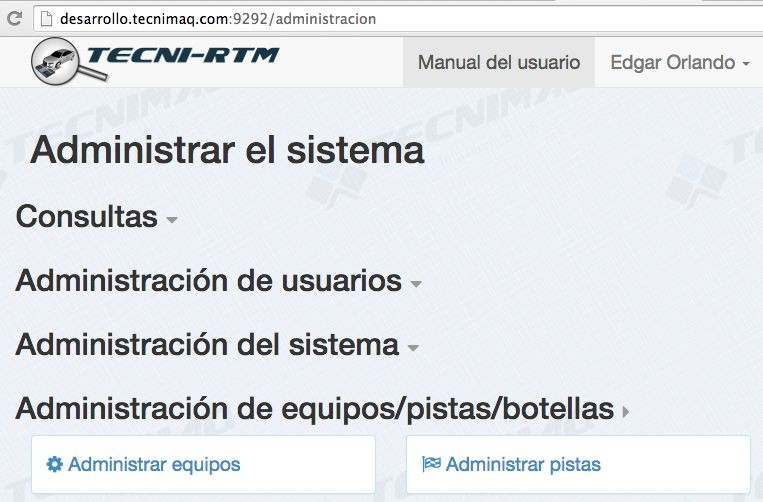 desarrollo.tecnimaq.com:9292/administracion
TECNI-RTM
Manual del usuario
Edgar Orlando
TECNIMAQ
Administrar el sistema
Consultas
Administración de usuarios
Administración del sistema
Administración de equipos/pistas/botellas
Administrar equipos
Administrar pistas